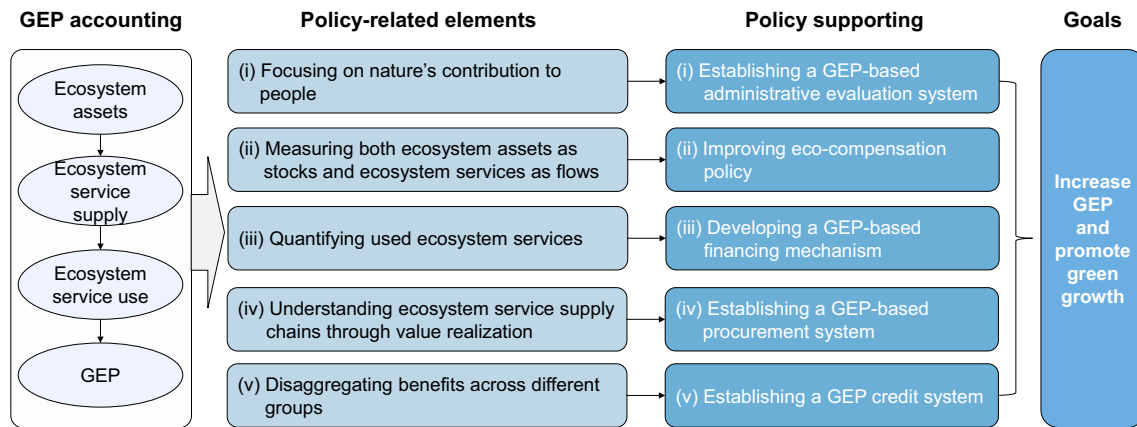 GEP accounting
Policy-related elements
Policy supporting
Goals
Ecosystem
assets
Ecosystem
service
supply
Ecosystem
service use
GEP
(i) Focusing on nature's contribution to
people
(ii) Measuring both ecosystem assets as
stocks and ecosystem services as flows
(iii) Quantifying used ecosystem services
(iv) Understanding ecosystem service supply
chains through value realization
(v) Disaggregating benefits across different
groups
(i) Establishing a GEP-based
administrative evaluation system
(ii) Improving eco-compensation
policy
(iii) Developing a GEP-based
financing mechanism
(iv) Establishing a GEP-based
procurement system
(v) Establishing a GEP credit system
Increase
GEP
and
promote
green
growth